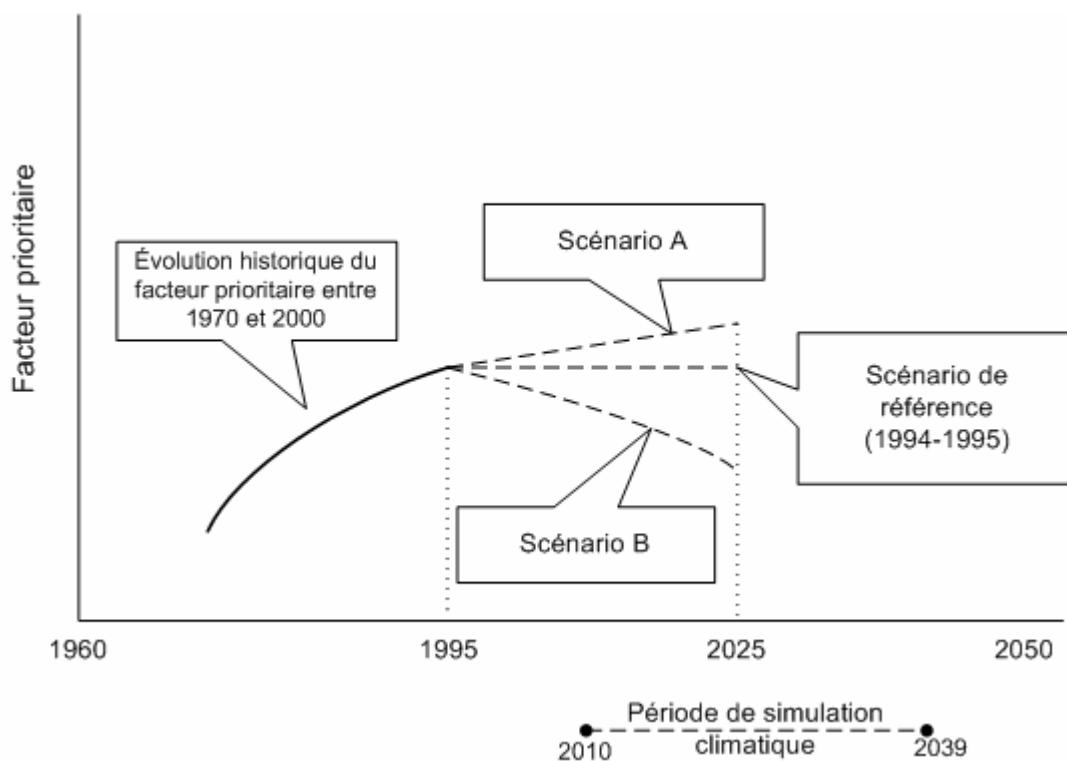 Facteur prioritaire
Évolution historique du
facteur prioritaire entre
1970 et 2000
Scénario A
Scénario de
référence
(1994-1995)
Scénario B
1960
1995
2025
2050
Période de simulation
climatique
2010
2039